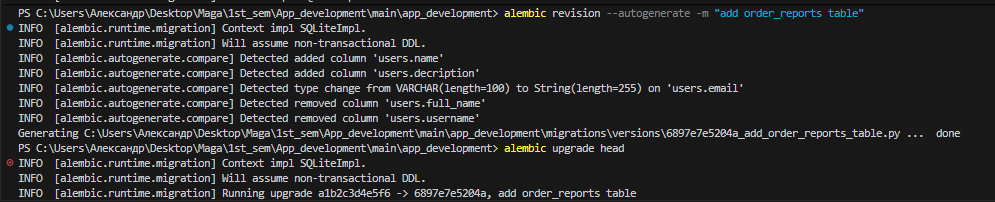 PS C:\Users\Александр\Desktop\Maga\1st_sem\App_development\main\app_development> alembic revision --autogenerate -m "add order_reports table"
INFO  [alembic.runtime.migration] Context impl SQLiteImpl.
INFO  [alembic.runtime.migration] Will assume non-transactional DDL.
INFO  [alembic.autogenerate.compare] Detected added column 'users.name'
INFO  [alembic.autogenerate.compare] Detected added column 'users.decription'
INFO  [alembic.autogenerate.compare] Detected type change from VARCHAR(length=100) to String(length=255) on 'users.email'
INFO  [alembic.autogenerate.compare] Detected removed column 'users.full_name'
INFO  [alembic.autogenerate.compare] Detected removed column 'users.username'
Generating C:\Users\Александр\Desktop\Maga\1st_sem\App_development\main\app_development\migrations\versions\6897e7e5204a_add_order_reports_table.py ...  done
PS C:\Users\Александр\Desktop\Maga\1st_sem\App_development\main\app_development> alembic upgrade head
INFO  [alembic.runtime.migration] Context impl SQLiteImpl.
INFO  [alembic.runtime.migration] Will assume non-transactional DDL.
INFO  [alembic.runtime.migration] Running upgrade a1b2c3d4e5f6 -> 6897e7e5204a, add order_reports table